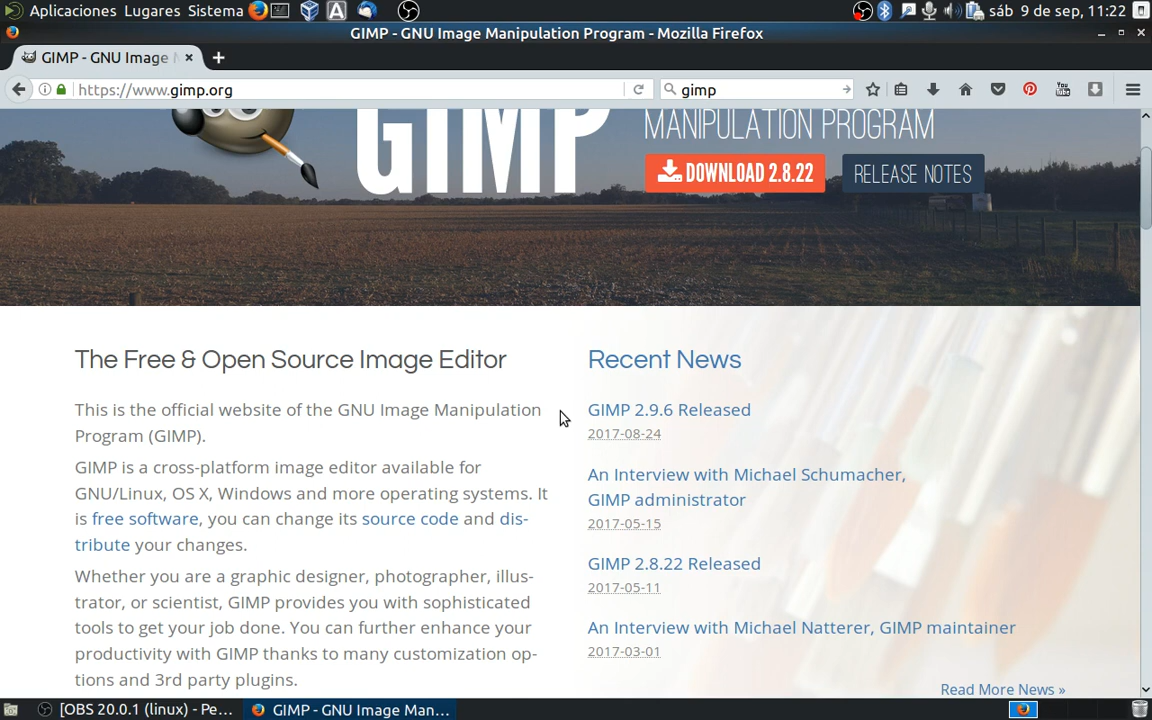 Aplicaciones Lugares Sistema sáb 9 de sep, 11:22
GIMP - GNU Image Manipulation Program - Mozilla Firefox
GIMP - GNU Image
https://www.gimp.org gimp You Tube
GIMP MANIPULATION PROGRAM
DOWNLOAD 2.8.22 RELEASE NOTES
The Free & Open Source Image Editor
This is the official website of the GNU Image Manipulation
Program (GIMP).
GIMP is a cross-platform image editor available for
GNU/Linux, OS X, Windows and more operating systems. It
is free software, you can change its source code and dis-
tribute your changes.
Whether you are a graphic designer, photographer, illus-
trator, or scientist, GIMP provides you with sophisticated
tools to get your job done. You can further enhance your
productivity with GIMP thanks to many customization op-
tions and 3rd party plugins.
Recent News
GIMP 2.9.6 Released
2017-08-24
An Interview with Michael Schumacher,
GIMP administrator
2017-05-15
GIMP 2.8.22 Released
2017-05-11
An Interview with Michael Natterer, GIMP maintainer
2017-03-01
Read More News »
[OBS 20.0.1 (linux) - Pe... GIMP - GNU Image Man...